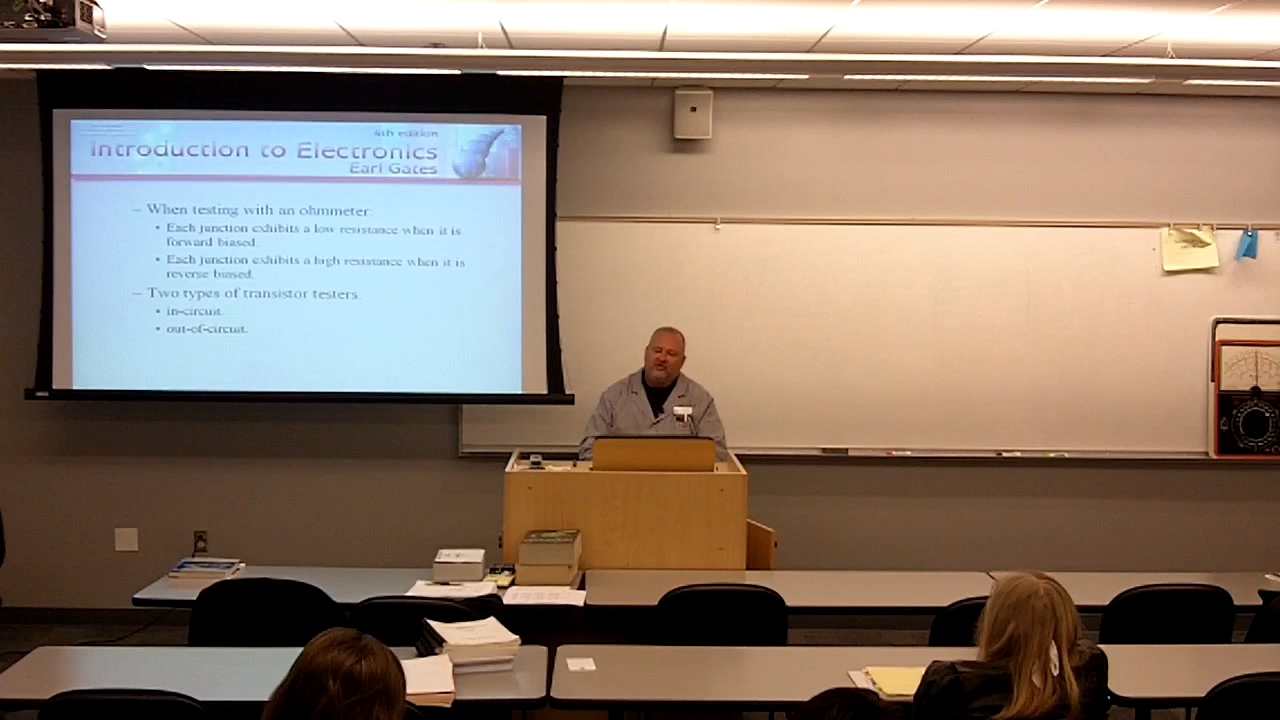 4th edition
Introduction to Electronics
Earl Gates
– When testing with an ohmmeter:
• Each junction exhibits a low resistance when it is
forward biased.
• Each junction exhibits a high resistance when it is
reverse biased.
– Two types of transistor testers:
• in-circuit.
• out-of-circuit.